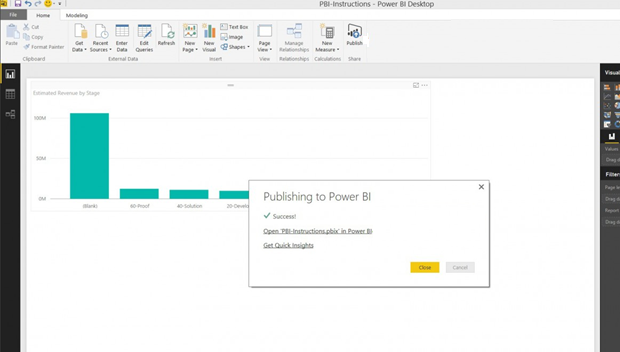 PBI-Instructions - Power BI Desktop
File
Home
Modeling
Paste
Cut
Copy
Format Painter
Get
Data
Recent
Sources
Enter
Data
Edit
Queries
Refresh
New
Page
New
Visual
Text Box
Image
Shapes
Page
View
Manage
Relationships
New
Measure
Publish
Clipboard
External Data
Insert
View
Relationships
Calculations
Share
Estimated Revenue by Stage
100M
50M
0M
(Blank)
60-Proof
40-Solution
20-Develo
Publishing to Power BI
Success!
Open 'PBI-Instructions.pbix' in Power BI
Get Quick Insights
Close
Cancel
Visual
Values
Drag d
Filter
Page le
Drag d
Report
Drag d